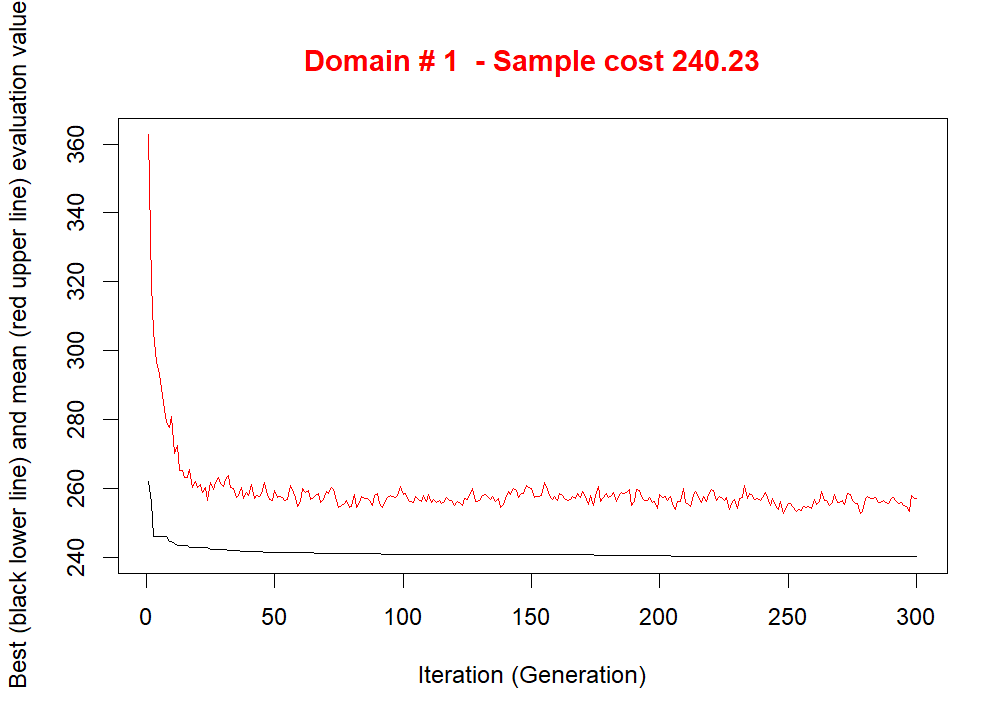 Domain # 1  - Sample cost 240.23
Best (black lower line) and mean (red upper line) evaluation value
360
340
320
300
280
260
240
0 50 100 150 200 250 300
Iteration (Generation)